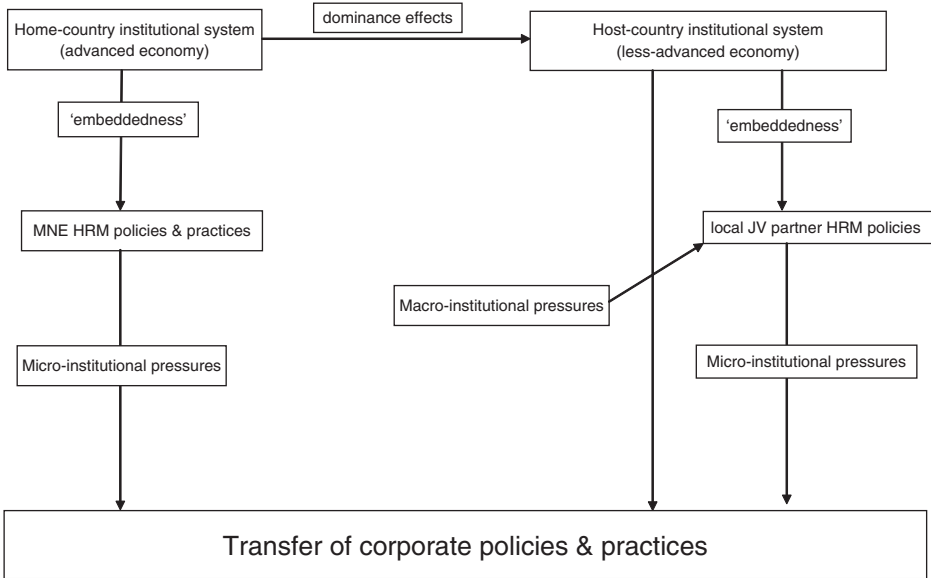 dominance effects
Home-country institutional system
(advanced economy)
Host-country institutional system
(less-advanced economy)
‘embeddedness’
‘embeddedness’
MNE HRM policies & practices
local JV partner HRM policies
Macro-institutional pressures
Micro-institutional pressures
Micro-institutional pressures
Transfer of corporate policies & practices